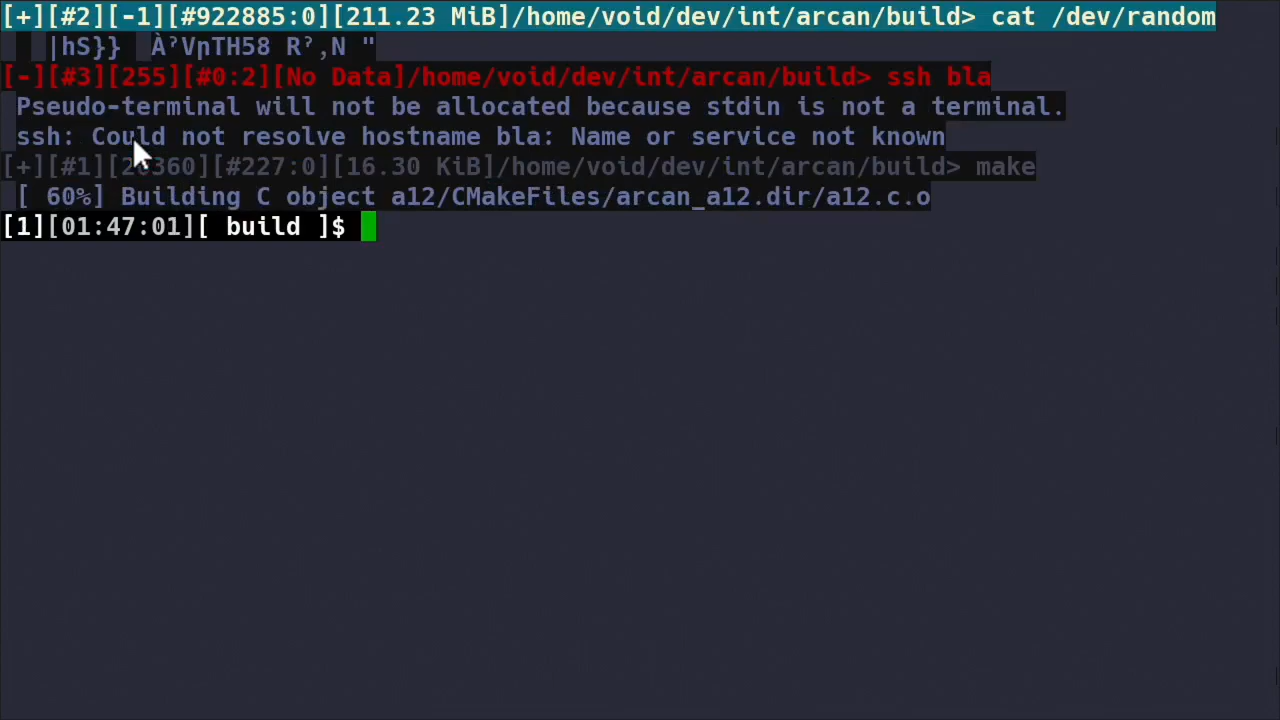 [+][#2][-1][#922885:0][211.23 MiB]/home/void/dev/int/arcan/build> cat /dev/random
|hS}} R?,N "
[-][#3][255][#0:2][No Data]/home/void/dev/int/arcan/build> ssh bla
Pseudo-terminal will not be allocated because stdin is not a terminal.
ssh: Could not resolve hostname bla: Name or service not known
[+][#1][20360][#227:0][16.30 KiB]/home/void/dev/int/arcan/build> make
[ 60%] Building C object a12/CMakeFiles/arcan_a12.dir/a12.c.o
[1][01:47:01][ build ]$